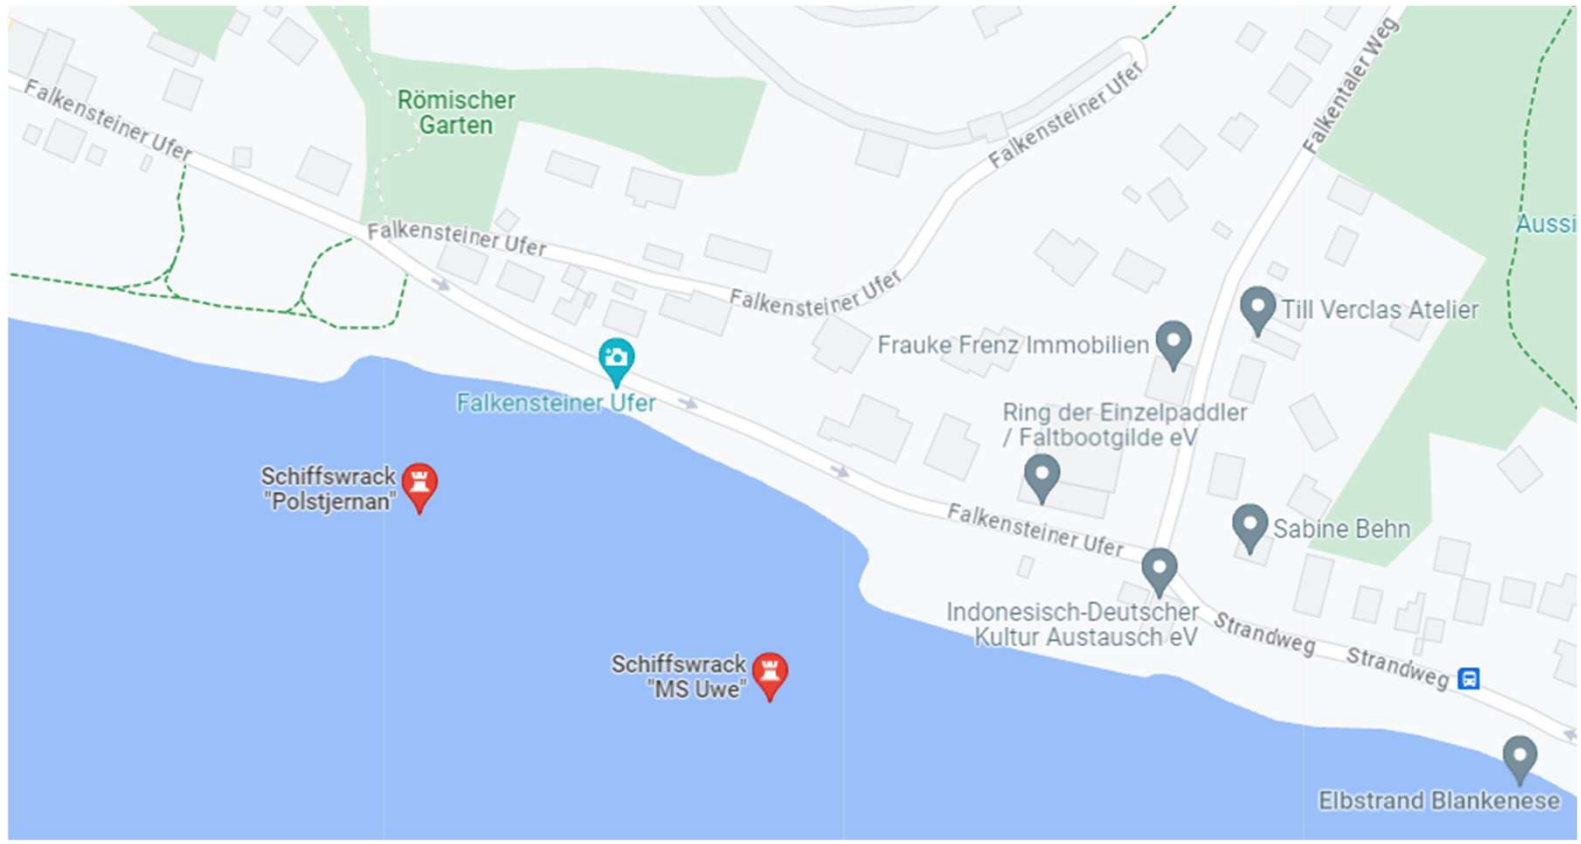 Falkensteiner Ufer
Römischer
Garten
Falkensteiner Ufer
Falkentaler Weg
Falkensteiner Ufer
Aussi
Falkensteiner Ufer
Till Verclas Atelier
Frauke Frenz Immobilien
Falkensteiner Ufer
Ring der Einzelpaddler
/ Faltbootgilde eV
Schiffswrack
"Polstjernan"
Falkensteiner Ufer
Sabine Behn
Indonesisch-Deutscher
Kultur Austausch eV
Strandweg
Strandweg
Schiffswrack
"MS Uwe"
Elbstrand Blankenese